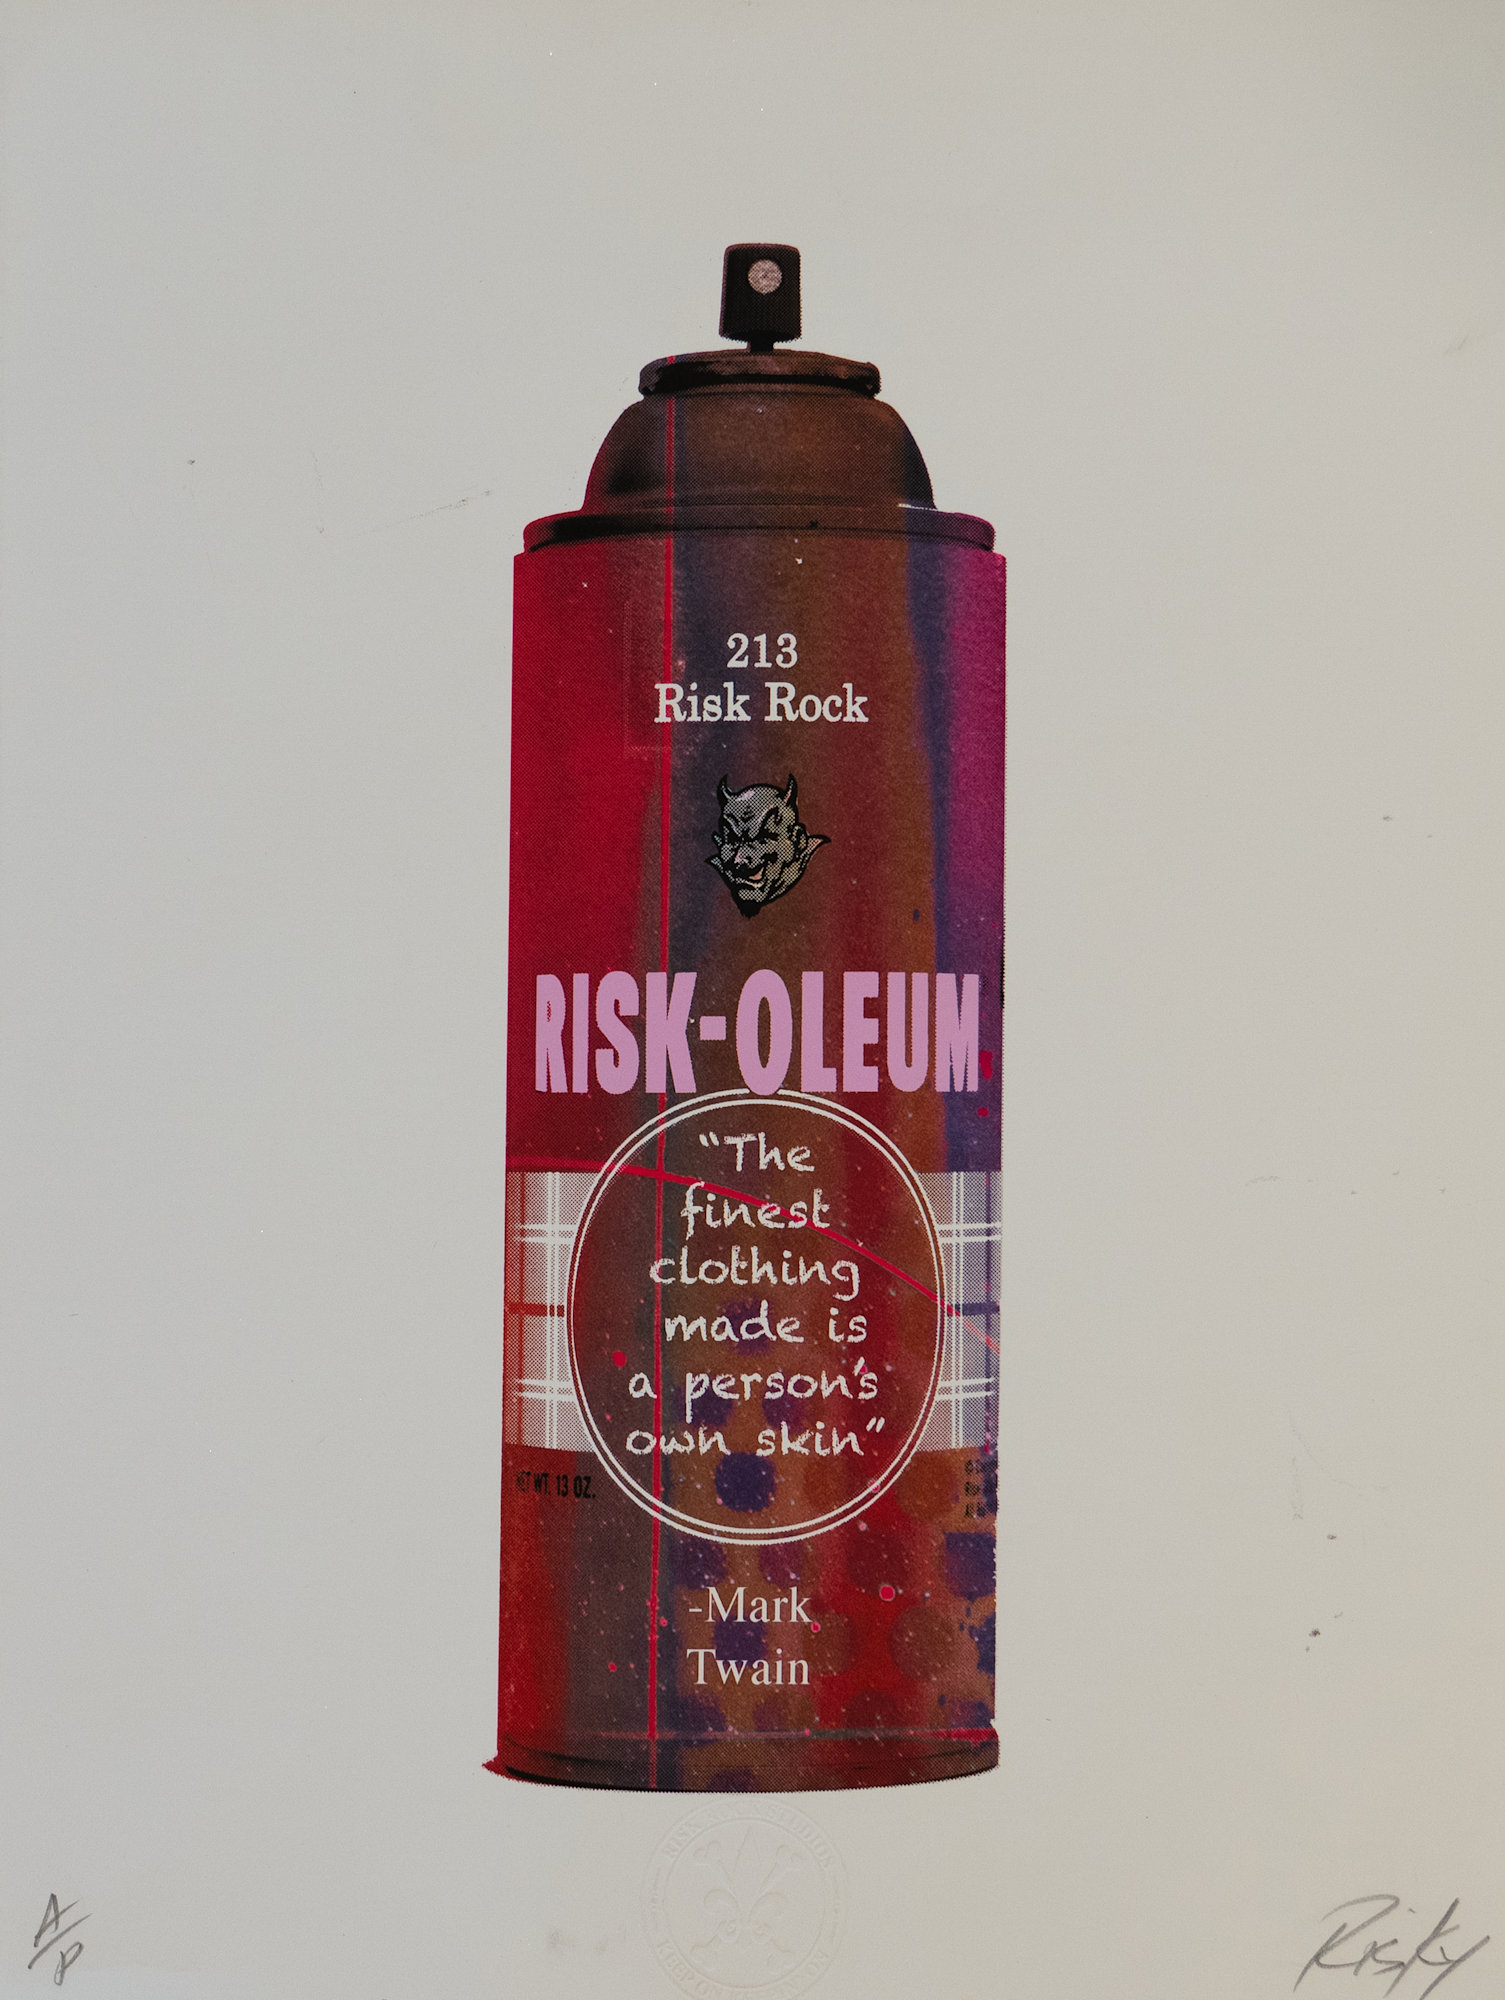 213
Risk Rock
RISK-OLEUM
“The
finest
clothing
made is
a person's
own skin”
NET WT. 13 OZ.
-Mark
Twain
A/P
Risky